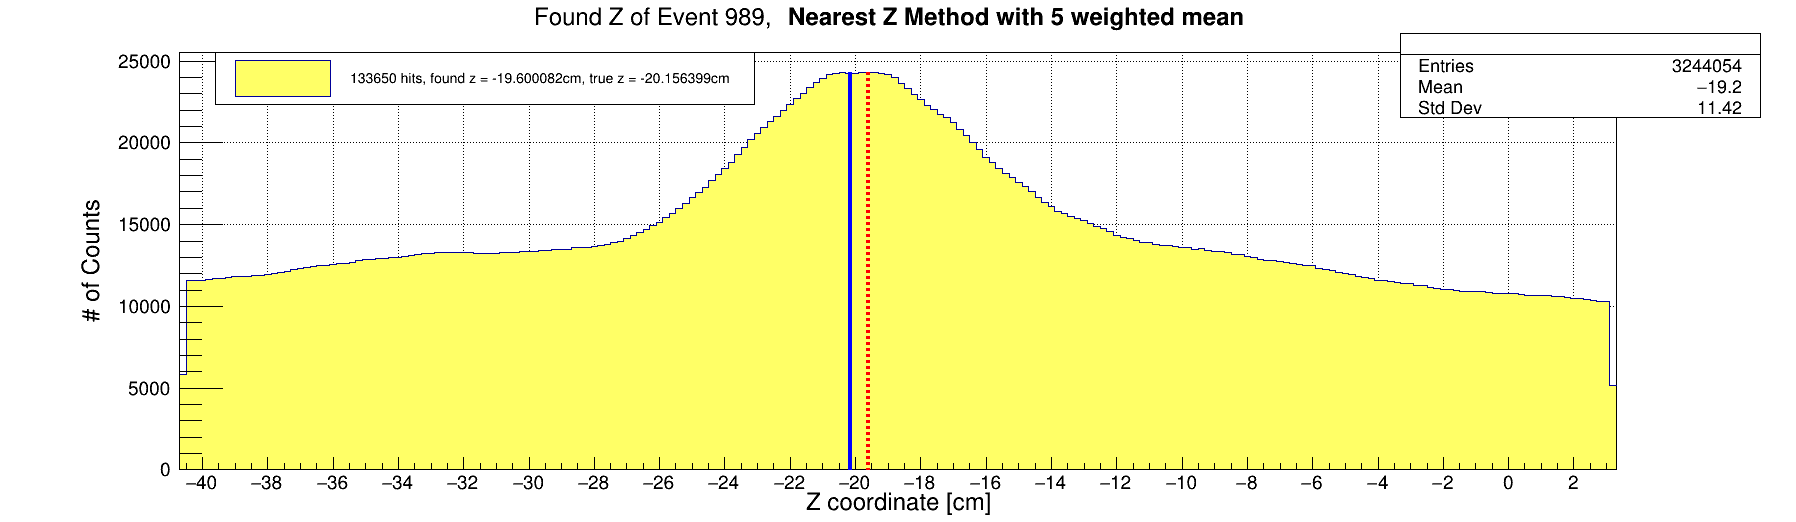 Found Z of Event 989, Nearest Z Method with 5 weighted mean
133650 hits, found z = -19.600082cm, true z = -20.156399cm
Entries 3244054
Mean −19.2
Std Dev 11.42
25000
20000
15000
10000
5000
0
# of Counts
−40 −38 −36 −34 −32 −30 −28 −26 −24 −22 −20 −18 −16 −14 −12 −10 −8 −6 −4 −2 0 2
Z coordinate [cm]